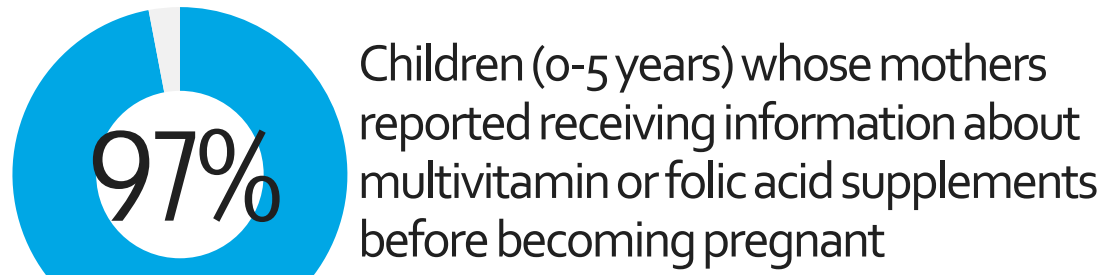 97%
Children (0-5 years) whose mothers
reported receiving information about
multivitamin or folic acid supplements
before becoming pregnant